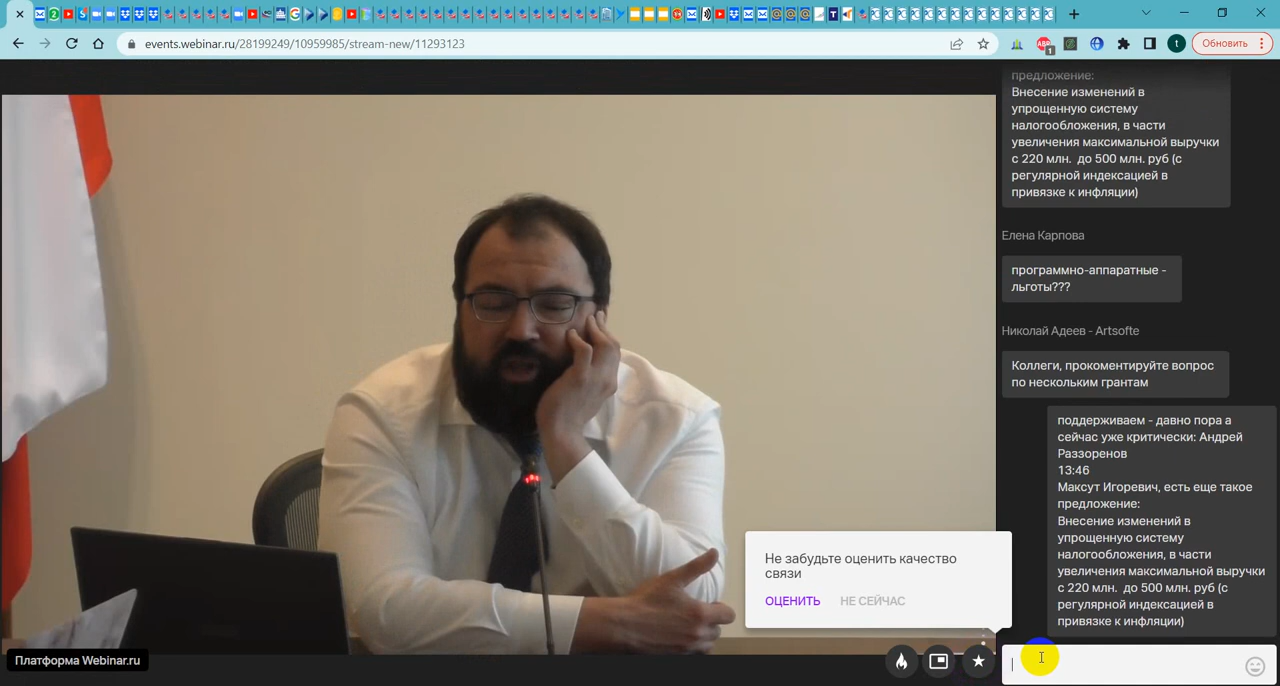 Обновить
events.webinar.ru/28199249/10959985/stream-new/11293123
предложение:
Внесение изменений в
упрощенную систему
налогообложения, в части
увеличения максимальной выручки
с 220 млн. до 500 млн. руб (с
регулярной индексацией в
привязке к инфляции)
Елена Карпова
программно-аппаратные -
льготы???
Николай Адеев - Artsofte
Коллеги, прокоментируйте вопрос
по нескольким грантам
поддерживаем - давно пора а
сейчас уже критически: Андрей
Раззоренов
13:46
Максут Игоревич, есть еще такое
предложение:
Внесение изменений в
упрощенную систему
налогообложения, в части
увеличения максимальной выручки
с 220 млн. до 500 млн. руб (с
регулярной индексацией в
привязке к инфляции)
Не забудьте оценить качество
связи
ОЦЕНИТЬ НЕ СЕЙЧАС
Платформа Webinar.ru